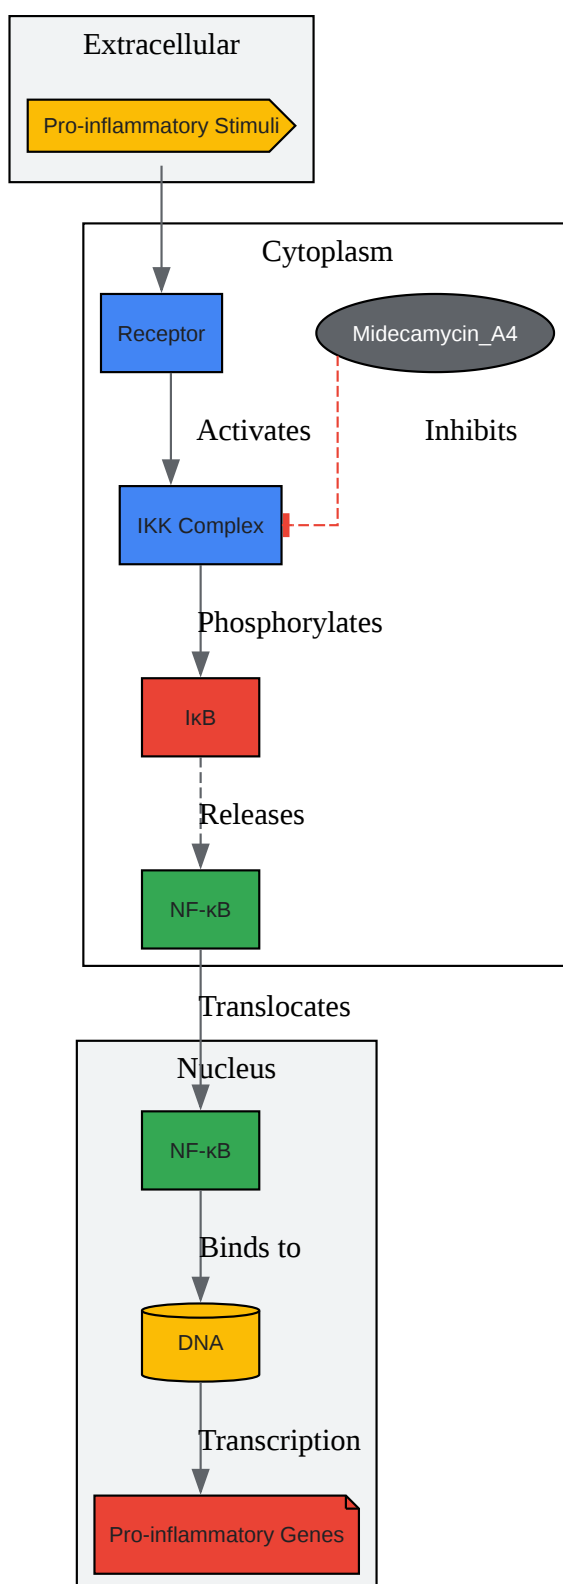 Extracellular
Pro-inflammatory Stimuli
Cytoplasm
Receptor
Midecamycin_A4
Activates
Inhibits
IKK Complex
Phosphorylates
IκB
Releases
NF-κB
Translocates
Nucleus
NF-κB
Binds to
DNA
Transcription
Pro-inflammatory Genes